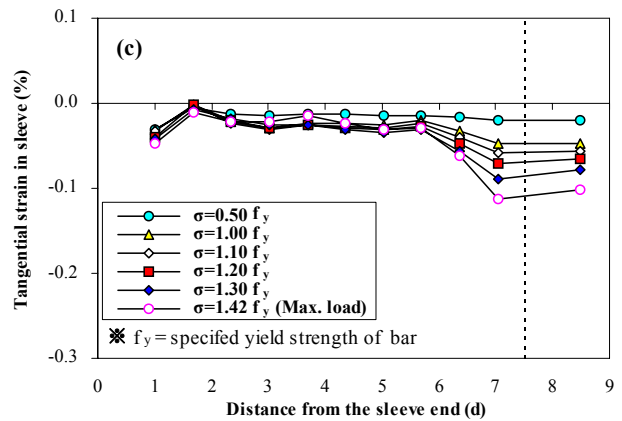 0.1
0.0
-0.1
-0.2
-0.3
Tangential strain in sleeve (%)
(c)
σ=0.50 f y
σ=1.00 f y
σ=1.10 f y
σ=1.20 f y
σ=1.30 f y
σ=1.42 f y (Max. load)
※ f y = specifed yield strength of bar
0 1 2 3 4 5 6 7 8 9
Distance from the sleeve end (d)